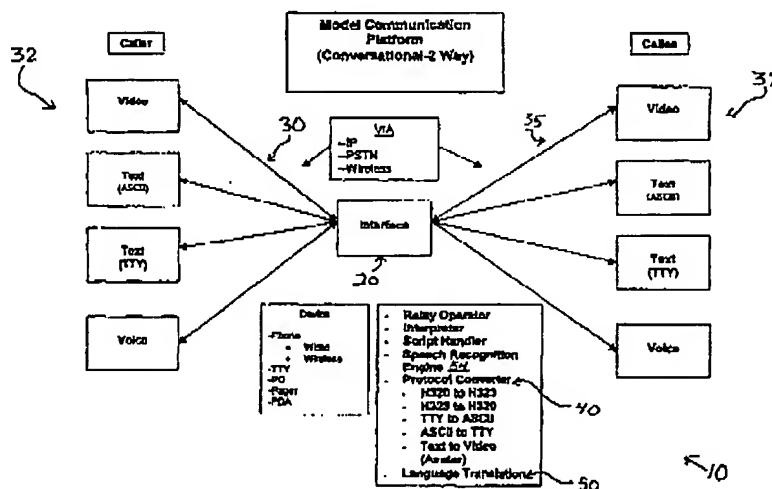 Model Communication
Platform
(Conversational-2 Way)
Caller
Callee
32
Video
Text
(ASCII)
Text
(TTY)
Voice
30
VIA
-IP
-PSTN
-Wireless
35
Interface
20
Video
37
Text
(ASCII)
Text
(TTY)
Voice
Device
-Phone
Wired
Wireless
-TTY
-PC
-Pager
-PDA
- Relay Operator
- Interpreter
- Script Handler
- Speech Recognition
Engine 54
- Protocol Converter
- H320 to H323
- H323 to H320
- TTY to ASCII
- ASCII to TTY
- Text to Video
(Avatar)
- Language Translation
40
50
10